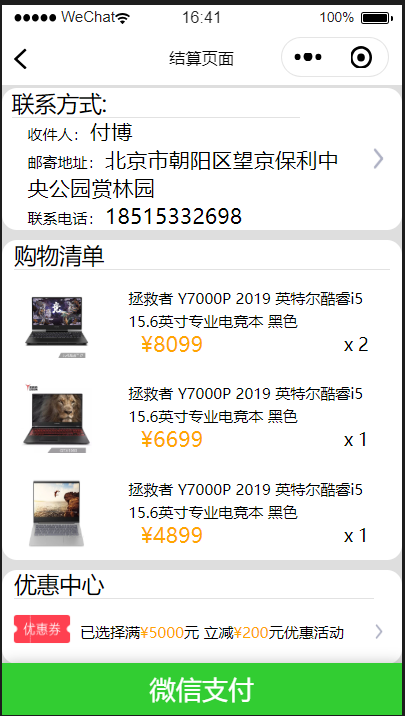 WeChat 16:41 100%
结算页面
联系方式:
收件人：付博
邮寄地址：北京市朝阳区望京保利中
央公园赏林园
联系电话：18515332698
购物清单
拯救者 Y7000P 2019 英特尔酷睿i5
15.6英寸专业电竞本 黑色
¥8099 x 2
拯救者 Y7000P 2019 英特尔酷睿i5
15.6英寸专业电竞本 黑色
¥6699 x 1
拯救者 Y7000P 2019 英特尔酷睿i5
15.6英寸专业电竞本 黑色
¥4899 x 1
优惠中心
优惠券 已选择满¥5000元 立减¥200元优惠活动
微信支付